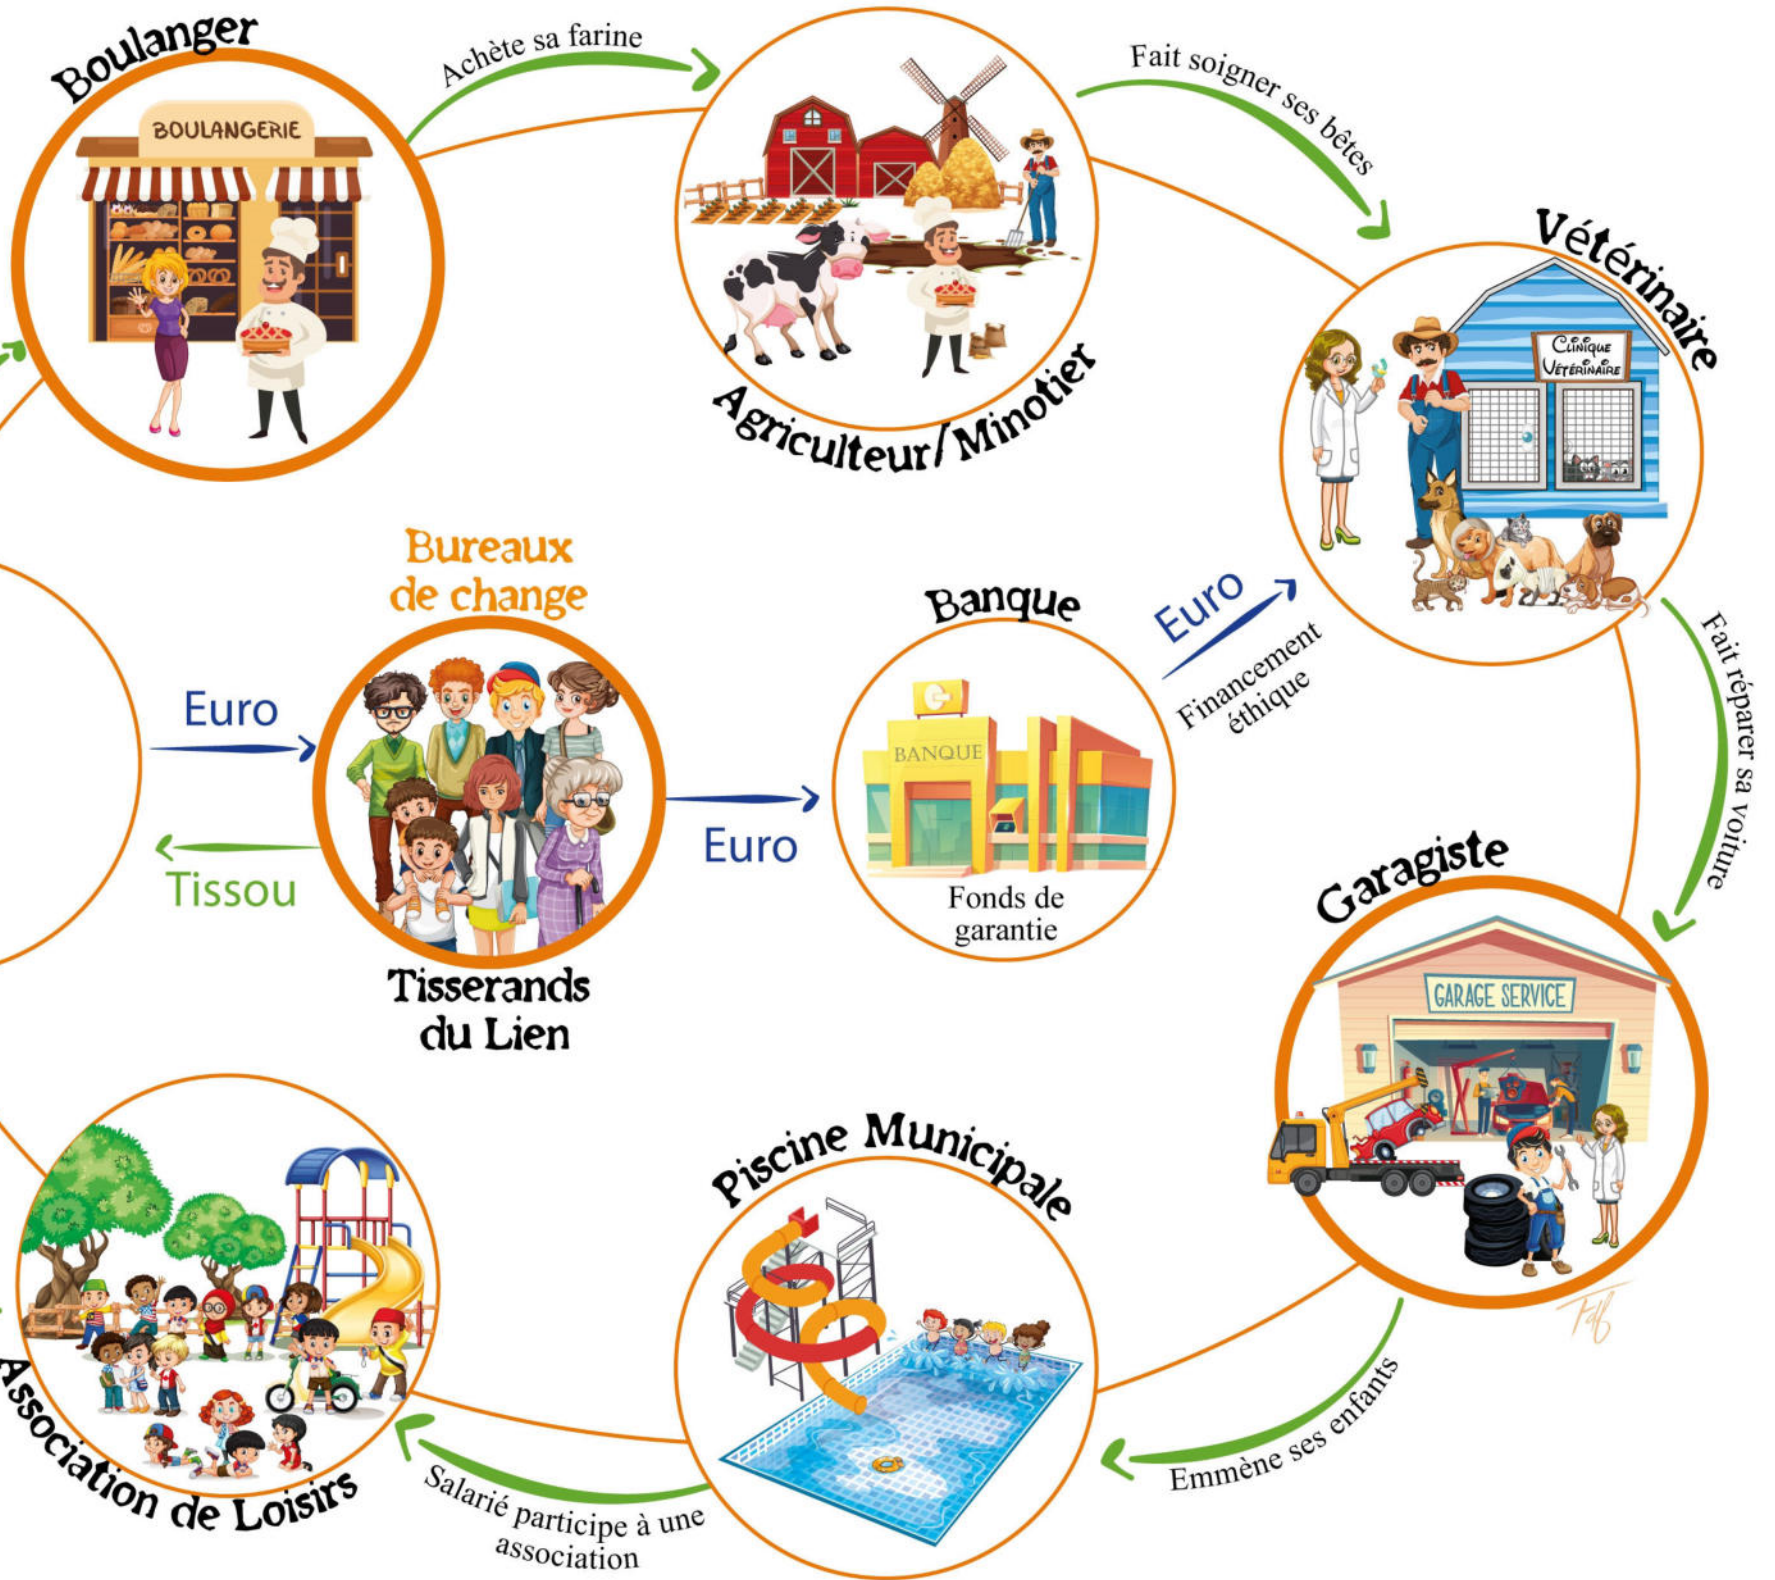 Boulanger
BOULANGERIE
Achète sa farine
Agriculteur/Minotier
Fait soigner ses bêtes
Vétérinaire
CLINIQUE
VÉTÉRINAIRE
Fait réparer sa voiture
Bureaux
de change
Tisserands
du Lien
Euro
Tissou
Euro
Banque
BANQUE
Fonds de
garantie
Euro
Financement
éthique
Garagiste
GARAGE SERVICE
Emmène ses enfants
Piscine Municipale
Salarié participe à une
association
Association de Loisirs